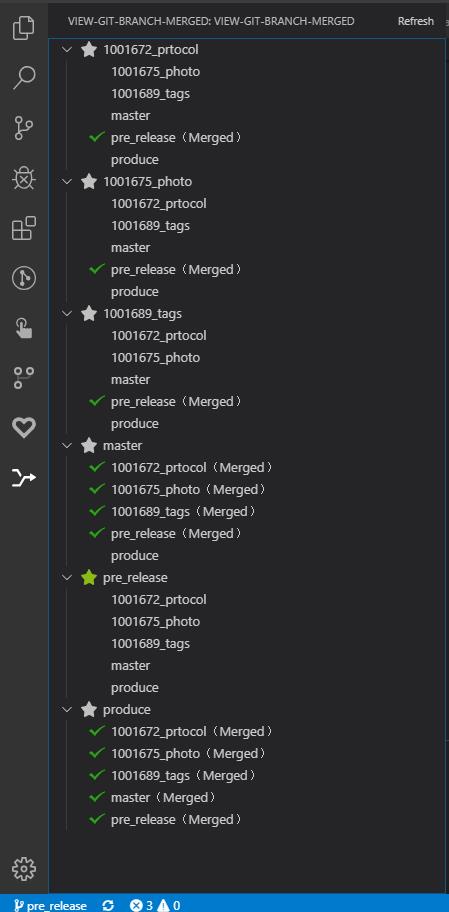 VIEW-GIT-BRANCH-MERGED: VIEW-GIT-BRANCH-MERGED Refresh
1001672_prtocol
1001675_photo
1001689_tags
master
pre_release（Merged）
produce
1001675_photo
1001672_prtocol
1001689_tags
master
pre_release（Merged）
produce
1001689_tags
1001672_prtocol
1001675_photo
master
pre_release（Merged）
produce
master
1001672_prtocol（Merged）
1001675_photo（Merged）
1001689_tags（Merged）
pre_release（Merged）
produce
pre_release
1001672_prtocol
1001675_photo
1001689_tags
master
produce
produce
1001672_prtocol（Merged）
1001675_photo（Merged）
1001689_tags（Merged）
master（Merged）
pre_release（Merged）
pre_release 3 0